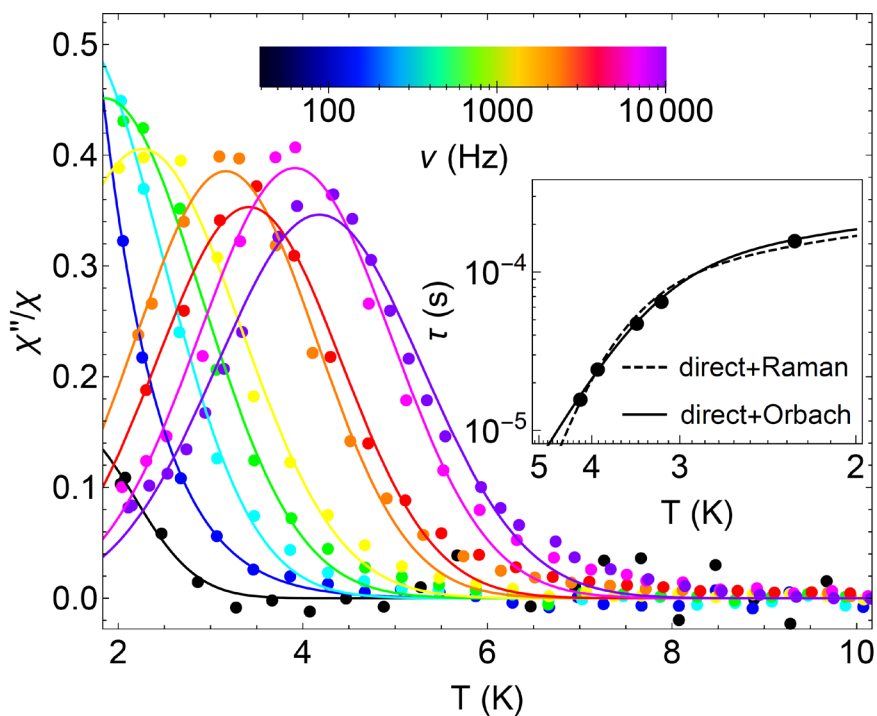 0.5
0.4
0.3
0.2
0.1
0.0
χ''/χ
2 4 6 8 10
T (K)
100 1000 10 000
ν (Hz)
10⁻⁴
10⁻⁵
τ (s)
direct+Raman
direct+Orbach
5 4 3 2
T (K)